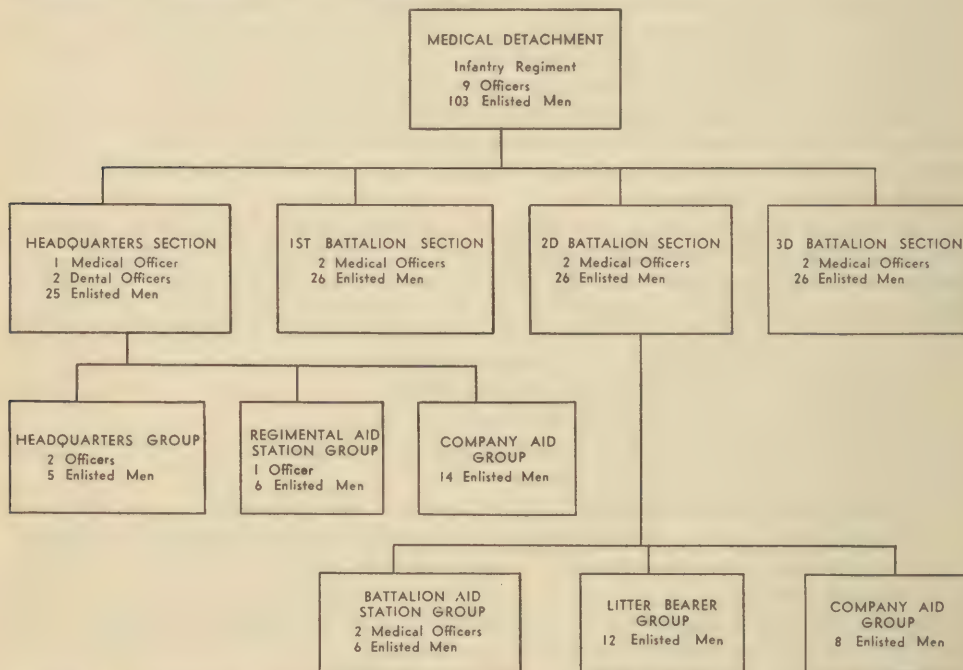 MEDICAL DETACHMENT
Infantry Regiment
9 Officers
103 Enlisted Men
HEADQUARTERS SECTION
1 Medical Officer
2 Dental Officers
25 Enlisted Men
1ST BATTALION SECTION
2 Medical Officers
26 Enlisted Men
2D BATTALION SECTION
2 Medical Officers
26 Enlisted Men
3D BATTALION SECTION
2 Medical Officers
26 Enlisted Men
HEADQUARTERS GROUP
2 Officers
5 Enlisted Men
REGIMENTAL AID
STATION GROUP
1 Officer
6 Enlisted Men
COMPANY AID
GROUP
14 Enlisted Men
BATTALION AID
STATION GROUP
2 Medical Officers
6 Enlisted Men
LITTER BEARER
GROUP
12 Enlisted Men
COMPANY AID
GROUP
8 Enlisted Men